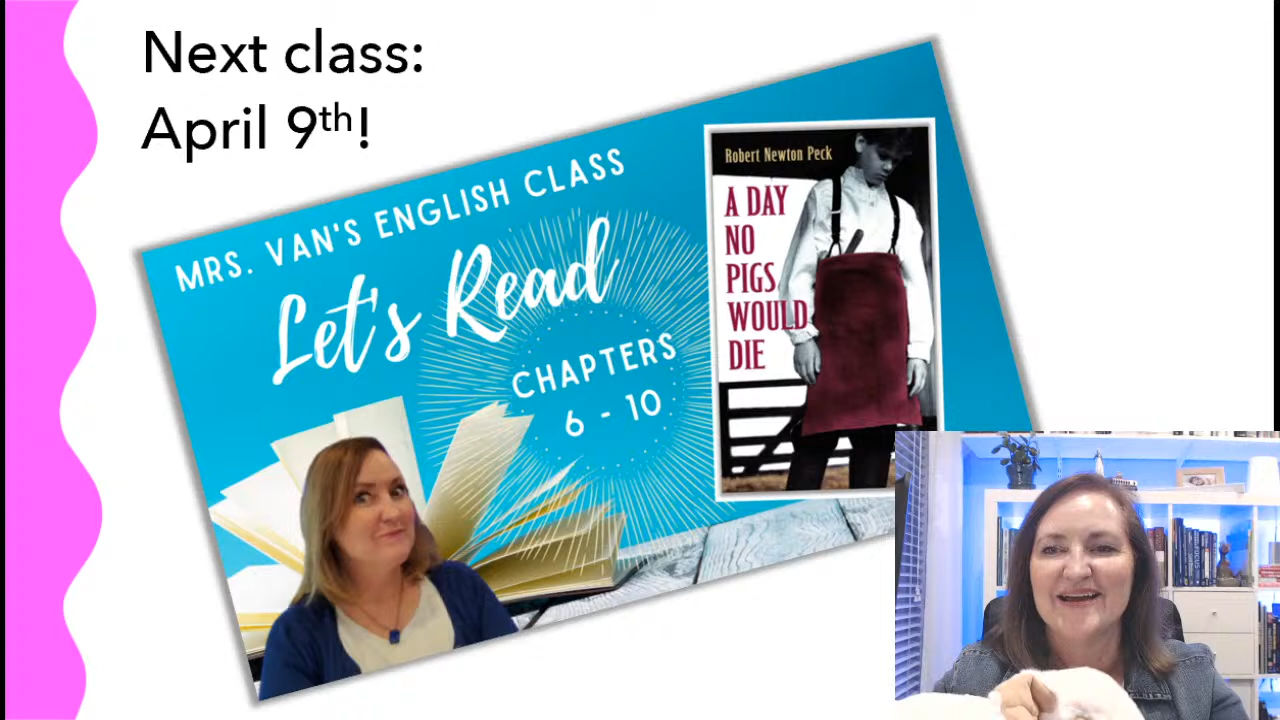 Next class:
April 9th!
MRS. VAN'S ENGLISH CLASS
Let's Read
CHAPTERS
6 - 10
Robert Newton Peck
A DAY
NO
PIGS
WOULD
DIE